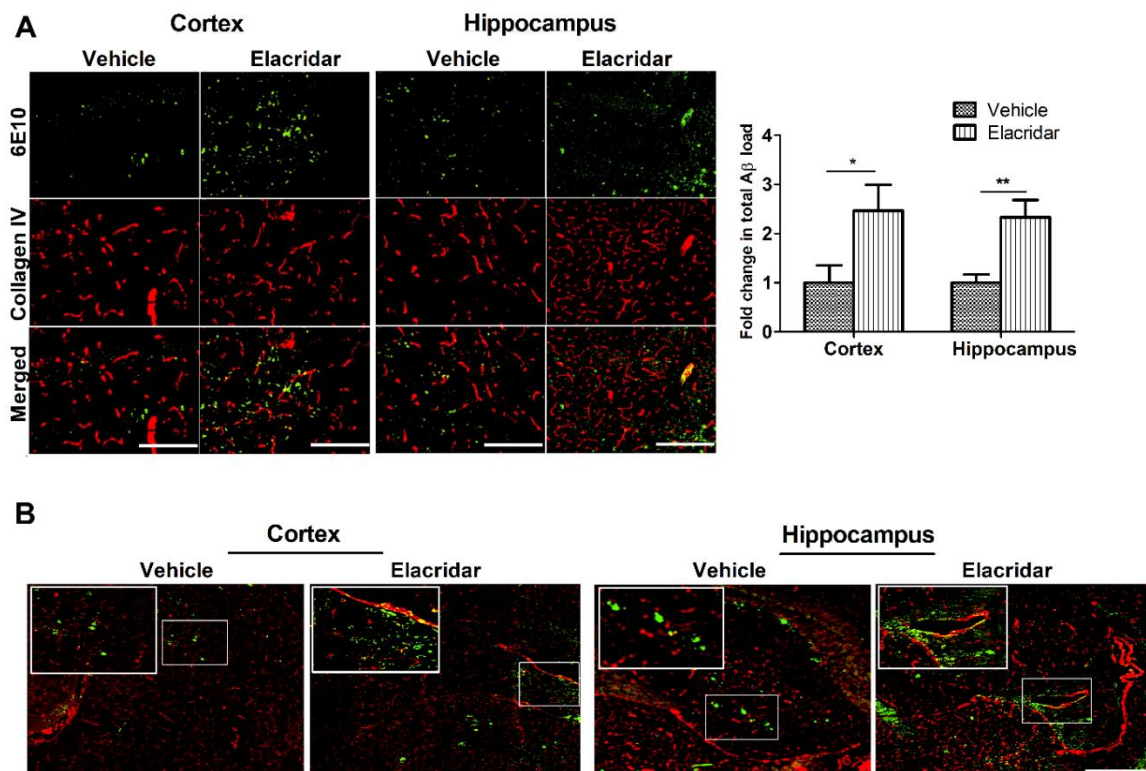 A
Cortex
Hippocampus
Vehicle
Elacridar
Vehicle
Elacridar
6E10
Collagen IV
Merged
Vehicle
Elacridar
Fold change in total Aβ load
4
3
2
1
0
*
**
Cortex
Hippocampus
B
Cortex
Hippocampus
Vehicle
Elacridar
Vehicle
Elacridar